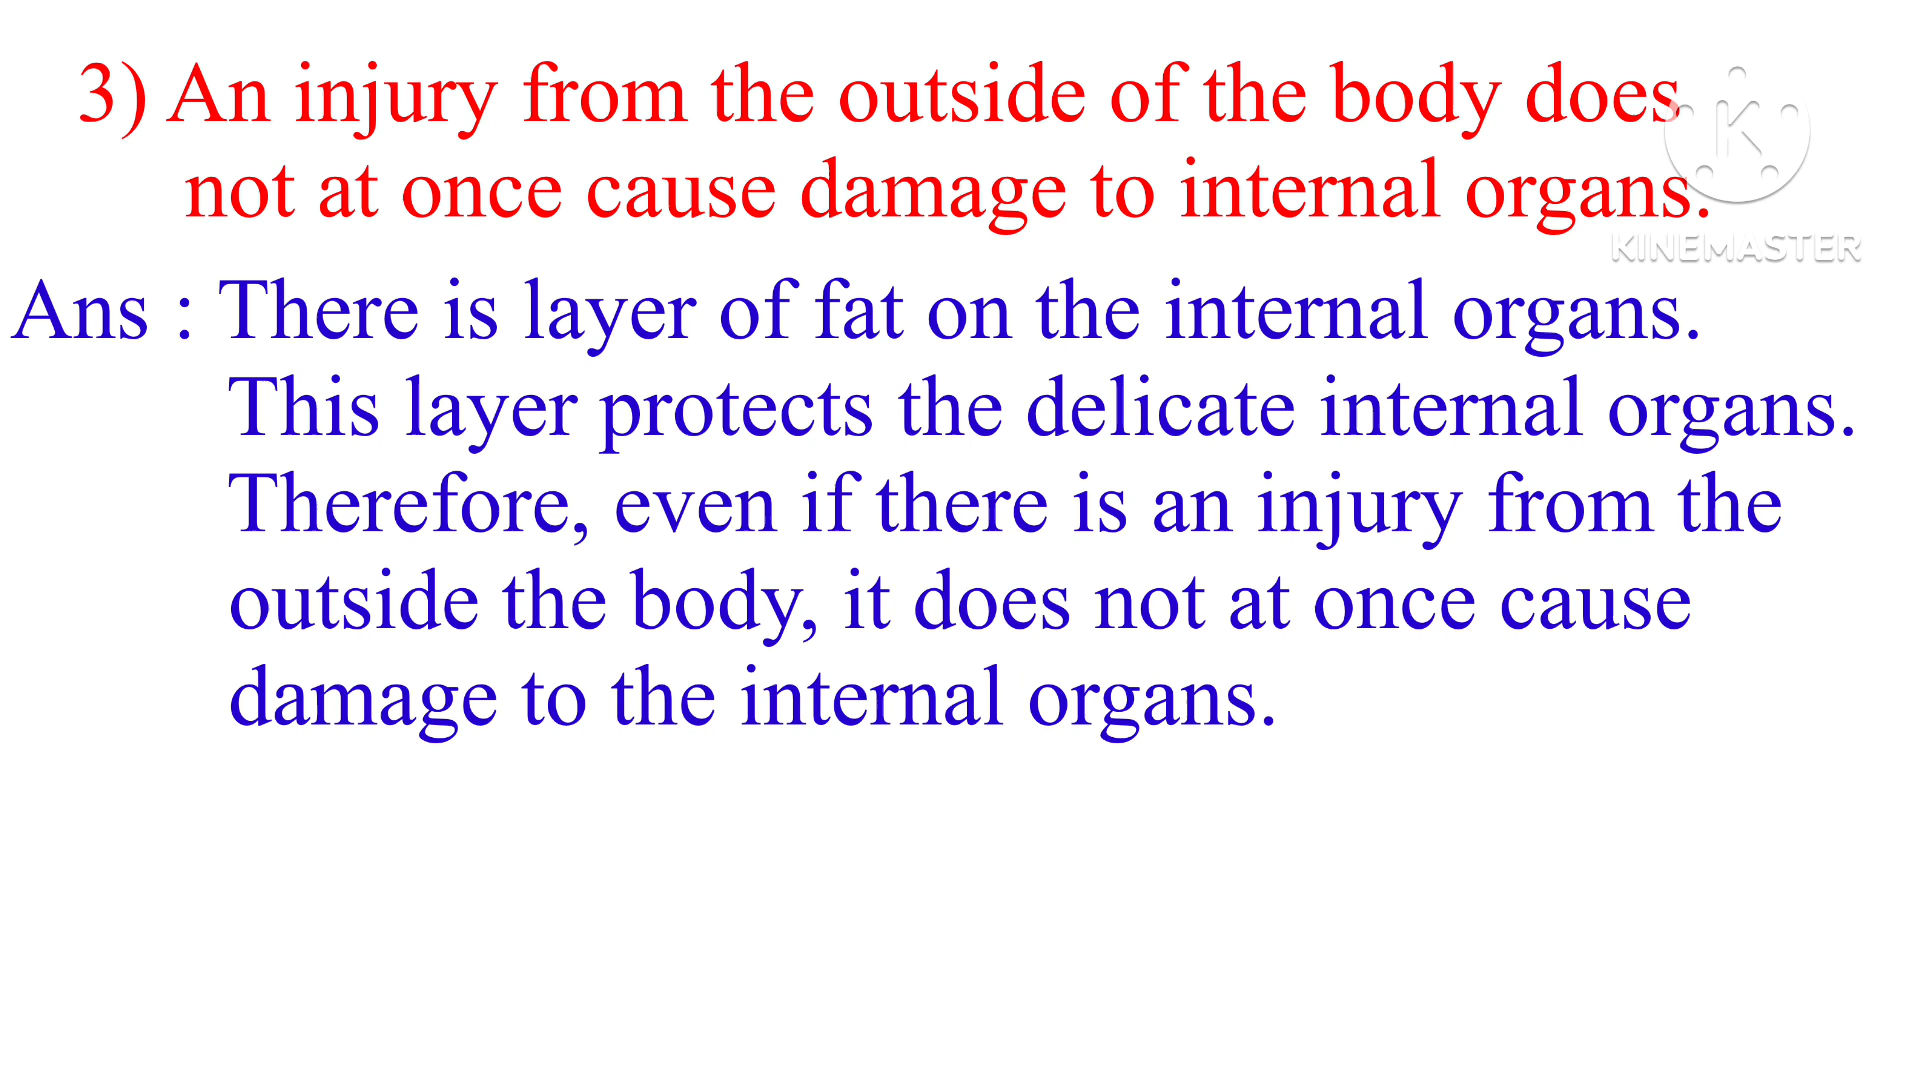 3) An injury from the outside of the body does
not at once cause damage to internal organs.
K
KINEMASTER
Ans : There is layer of fat on the internal organs.
This layer protects the delicate internal organs.
Therefore, even if there is an injury from the
outside the body, it does not at once cause
damage to the internal organs.